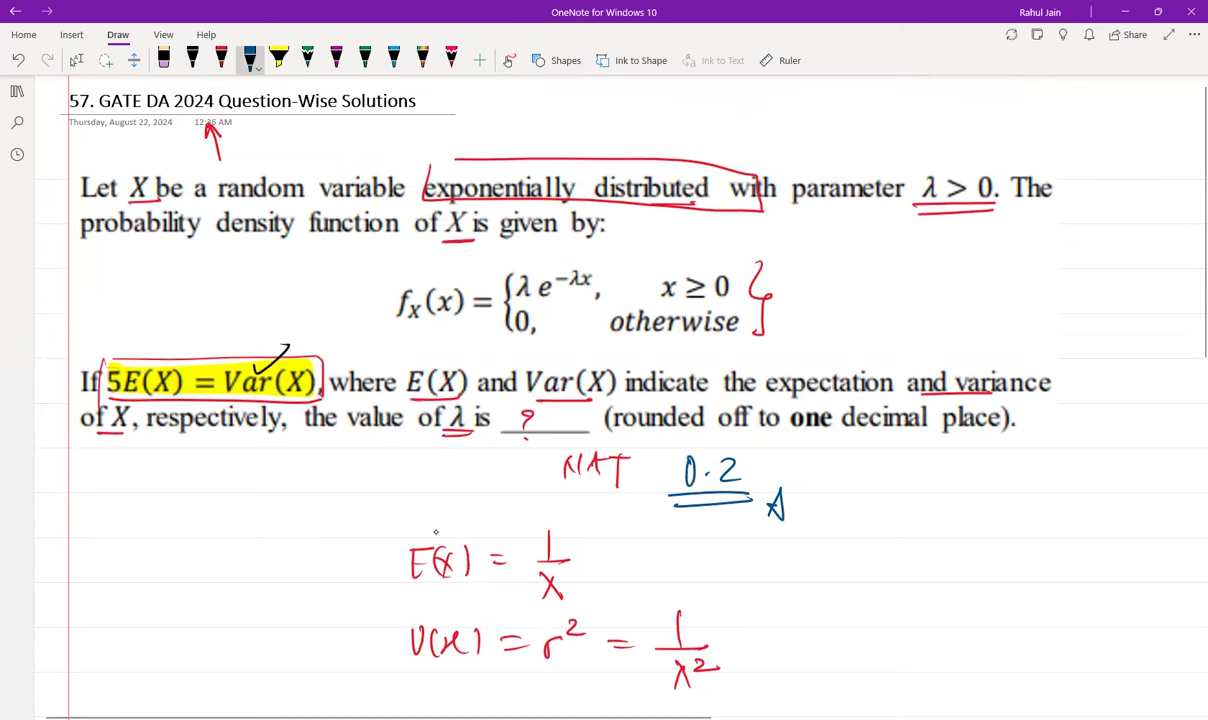 OneNote for Windows 10
Rahul Jain
Home Insert Draw View Help
Share
Shapes Ink to Shape Ink to Text Ruler
57. GATE DA 2024 Question-Wise Solutions
Thursday, August 22, 2024 12:36 AM
Let X be a random variable exponentially distributed with parameter λ > 0. The
probability density function of X is given by:
f_X(x) = { λ e^{−λx}, x ≥ 0
0, otherwise }
If 5E(X) = Var(X), where E(X) and Var(X) indicate the expectation and variance
of X, respectively, the value of λ is ? (rounded off to one decimal place).
NAT 0.2 A
E(x) = 1/λ
V(x) = σ² = 1/λ²